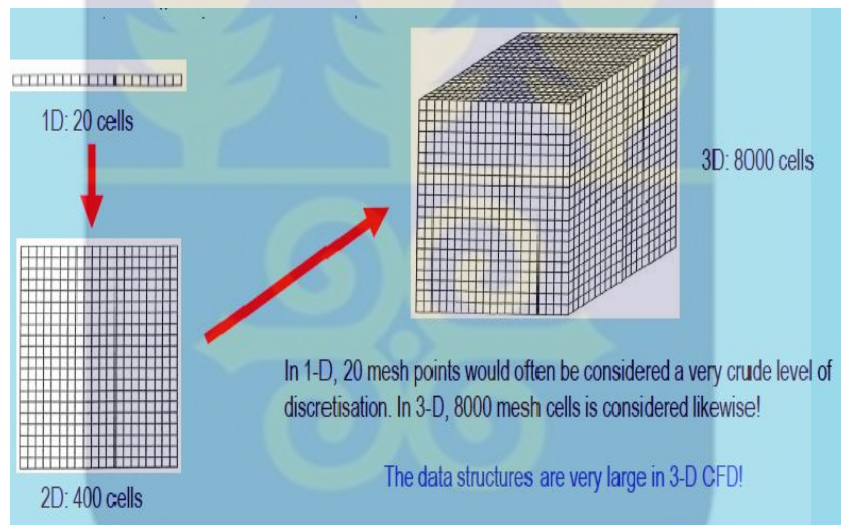 1D: 20 cells
3D: 8000 cells
2D: 400 cells
In 1-D, 20 mesh points would often be considered a very crude level of
discretisation. In 3-D, 8000 mesh cells is considered likewise!
The data structures are very large in 3-D CFD!